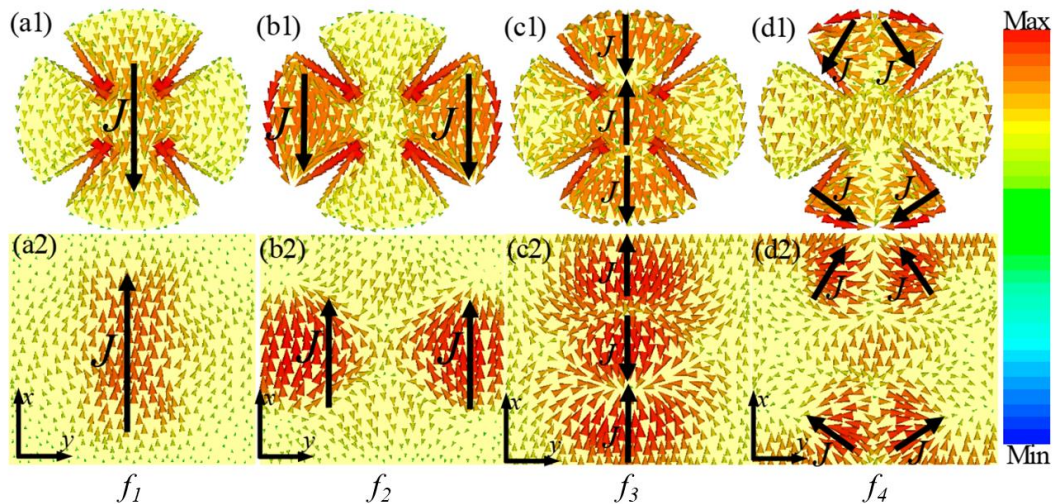 (a1) (b1) (c1) (d1) Max
J J J J J J J J
J J J
(a2) (b2) (c2) (d2)
J J J J J J J
J J J
x x x x
y y y y Min
f1 f2 f3 f4